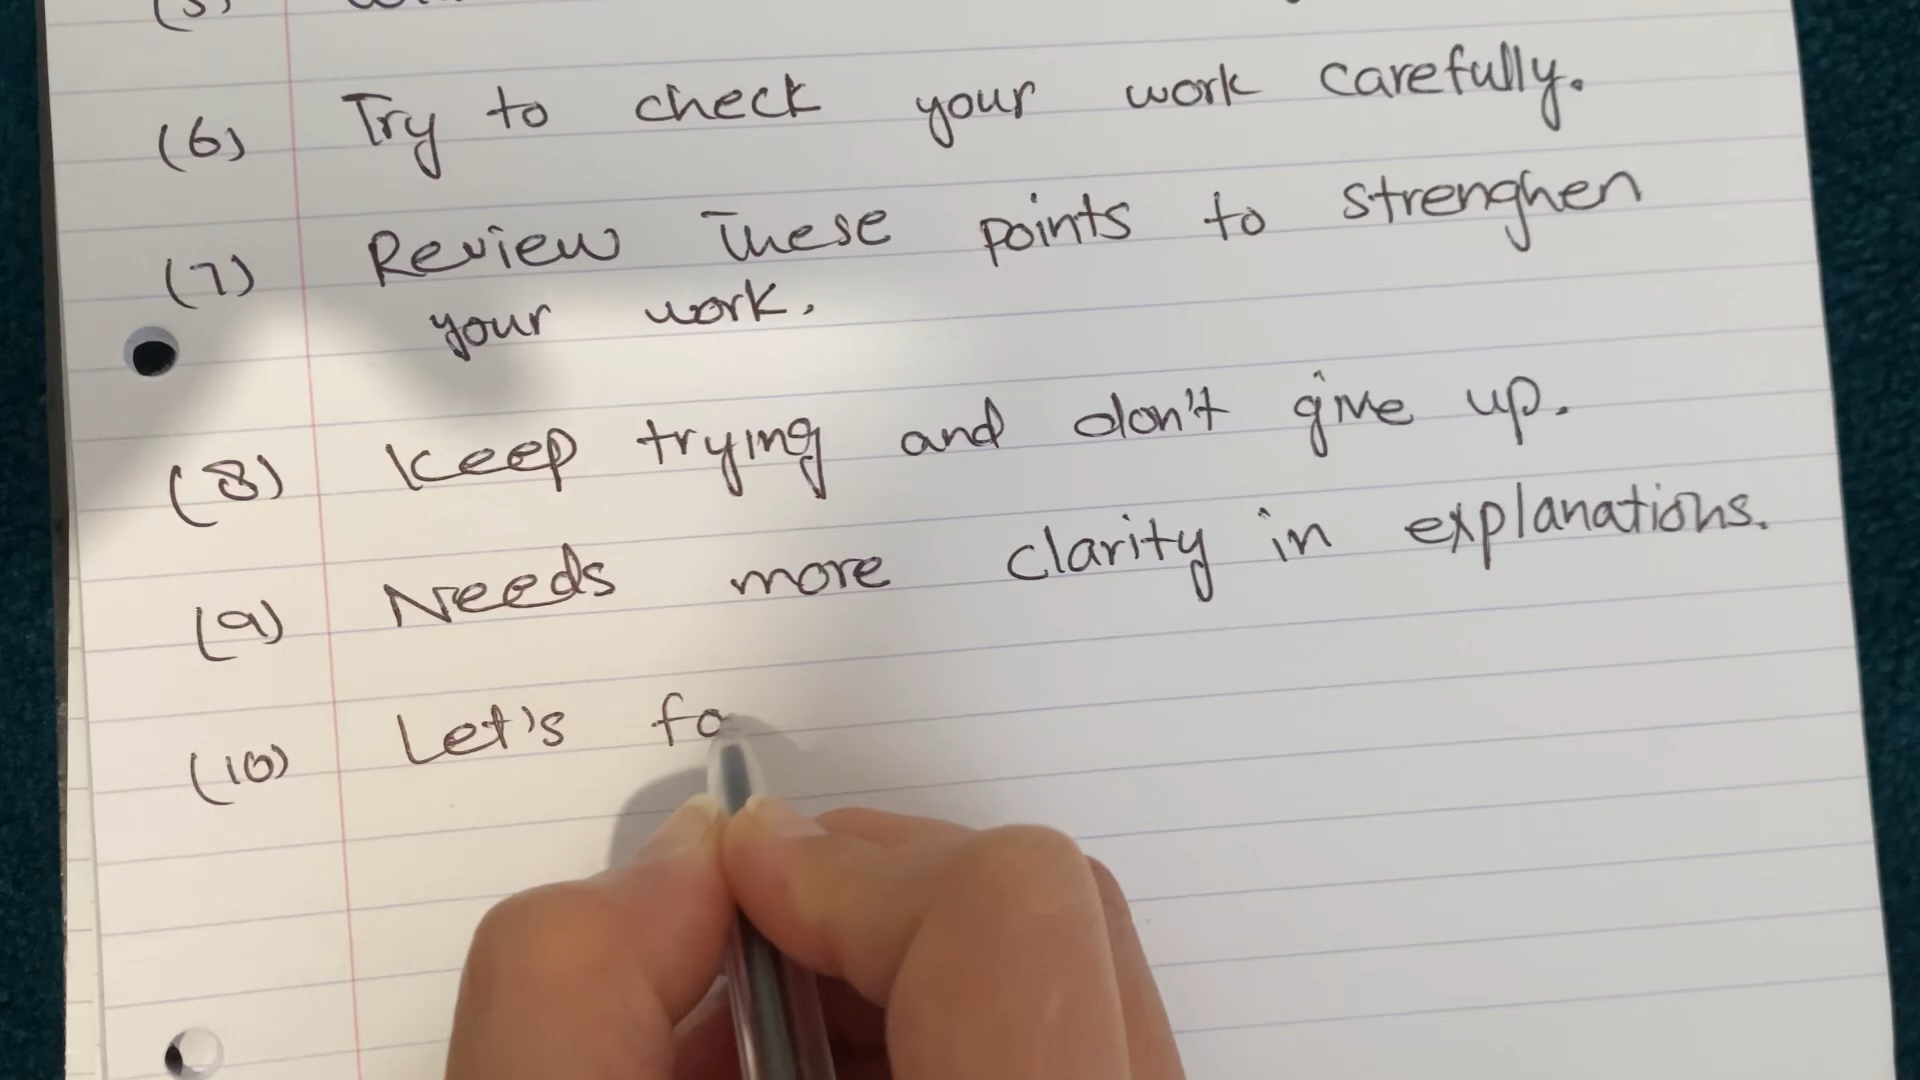 (5)
(6) Try to check your work carefully.
(7) Review these points to strenghen
your work.
(8) Keep trying and don't give up.
(9) Needs more clarity in explanations.
(10) Let's fo